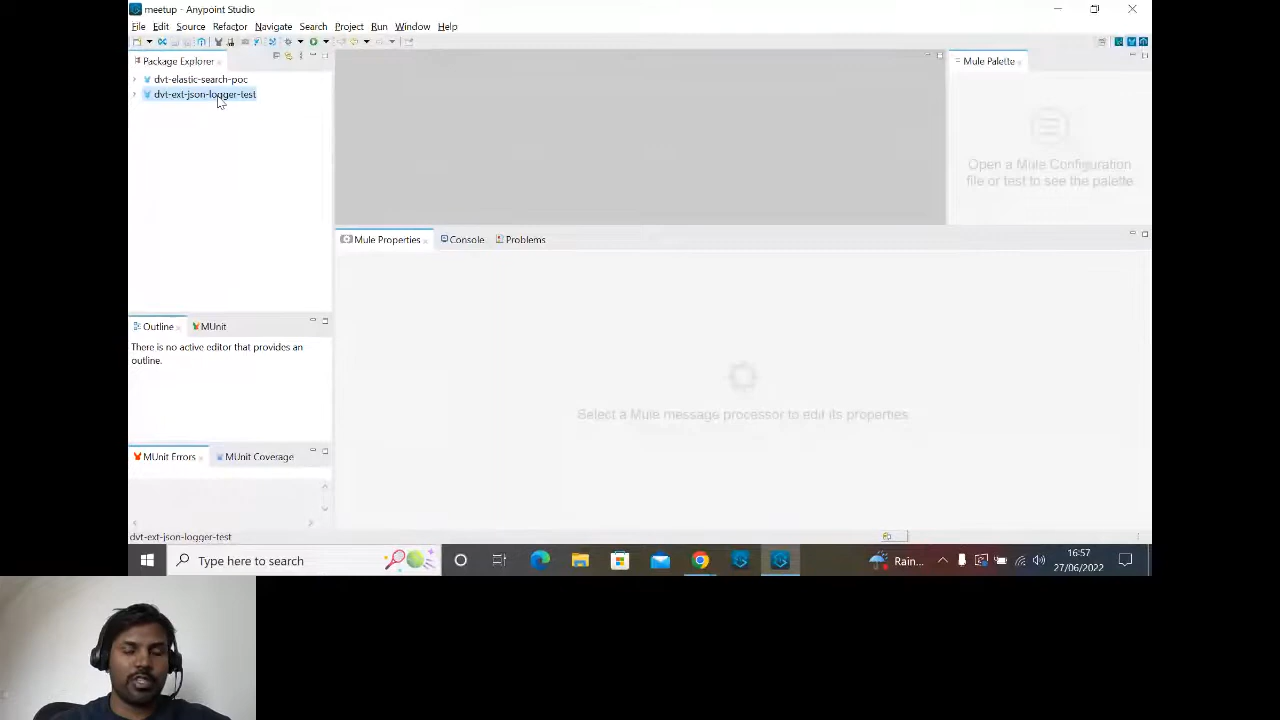 meetup - Anypoint Studio
File Edit Source Refactor Navigate Search Project Run Window Help
Package Explorer
dvt-elastic-search-poc
dvt-ext-json-logger-test
Mule Palette
Open a Mule Configuration
file or test to see the palette
Mule Properties Console Problems
Select a Mule message processor to edit its properties
Outline MUnit
There is no active editor that provides an
outline.
MUnit Errors MUnit Coverage
dvt-ext-json-logger-test
Type here to search
Rain...
16:57
27/06/2022